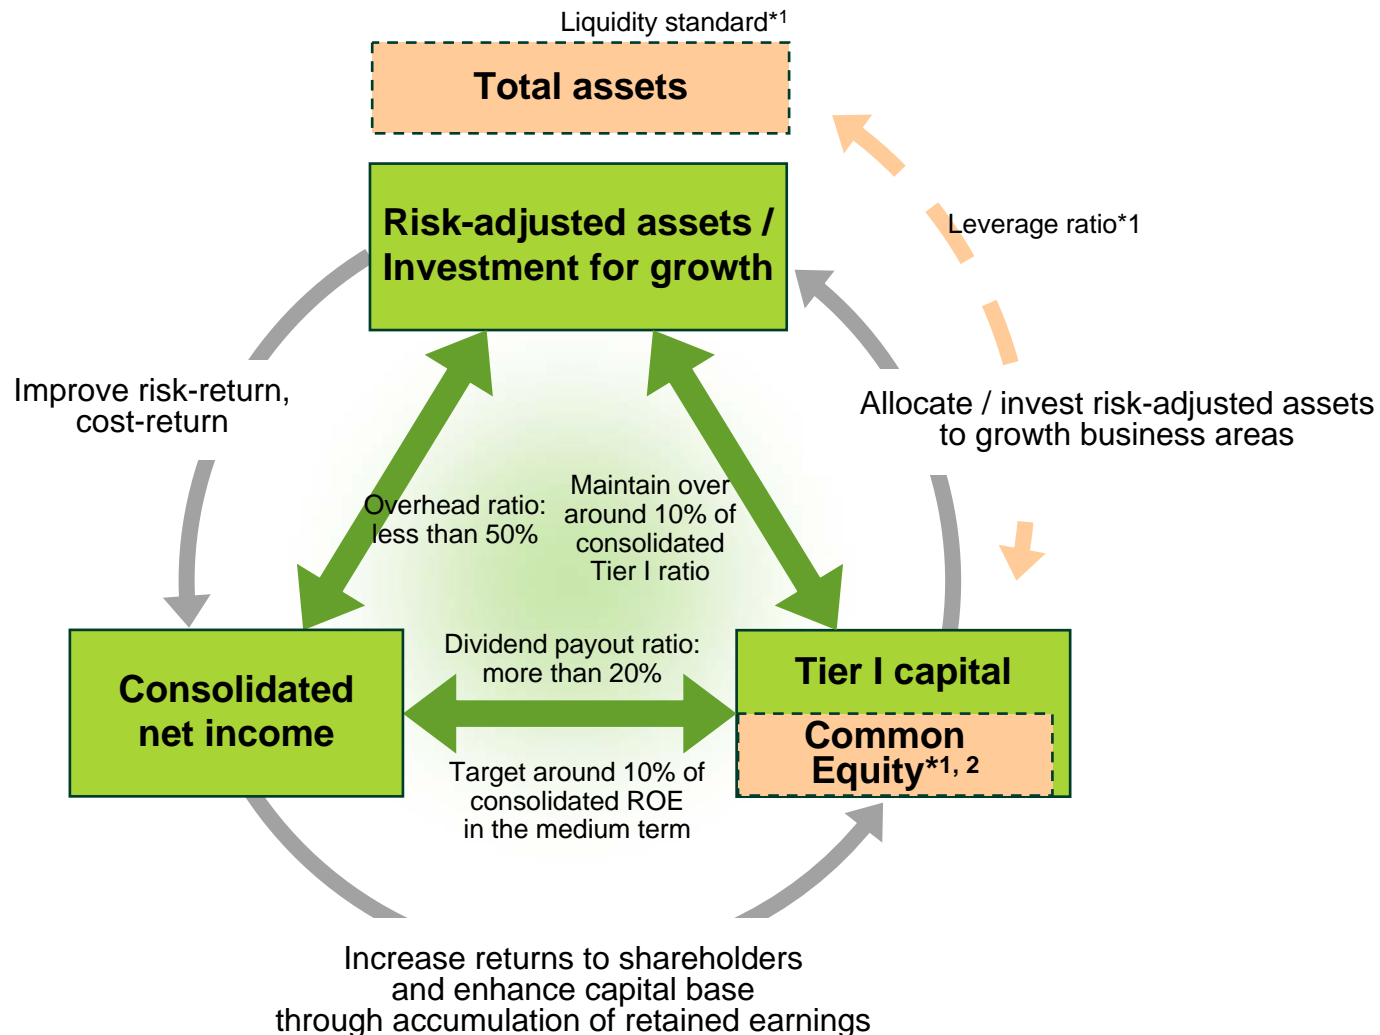 Liquidity standard*1
Total assets
Risk-adjusted assets /
Investment for growth
Leverage ratio*1
Improve risk-return,
cost-return
Allocate / invest risk-adjusted assets
to growth business areas
Overhead ratio:
less than 50%
Maintain over
around 10% of
consolidated
Tier I ratio
Consolidated
net income
Dividend payout ratio:
more than 20%
Target around 10% of
consolidated ROE
in the medium term
Tier I capital
Common
Equity*1, 2
Increase returns to shareholders
and enhance capital base
through accumulation of retained earnings